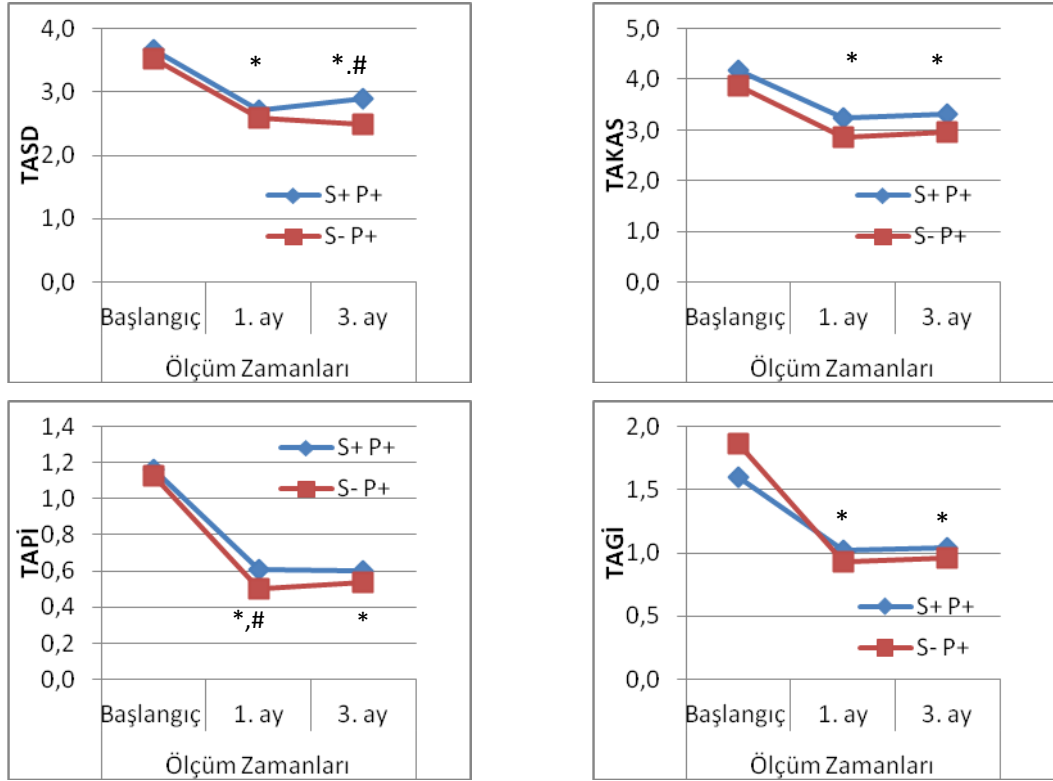 TASD
4,0
3,0
2,0
1,0
0,0
* *.#
S+ P+
S- P+
Başlangıç 1. ay 3. ay
Ölçüm Zamanları
TAKAS
5,0
4,0
3,0
2,0
1,0
0,0
* *
S+ P+
S- P+
Başlangıç 1. ay 3. ay
Ölçüm Zamanları
TAPİ
1,4
1,2
1,0
0,8
0,6
0,4
0,2
0,0
S+ P+
S- P+
*,# *
Başlangıç 1. ay 3. ay
Ölçüm Zamanları
TAGİ
2,0
1,5
1,0
0,5
0,0
* *
S+ P+
S- P+
Başlangıç 1. ay 3. ay
Ölçüm Zamanları